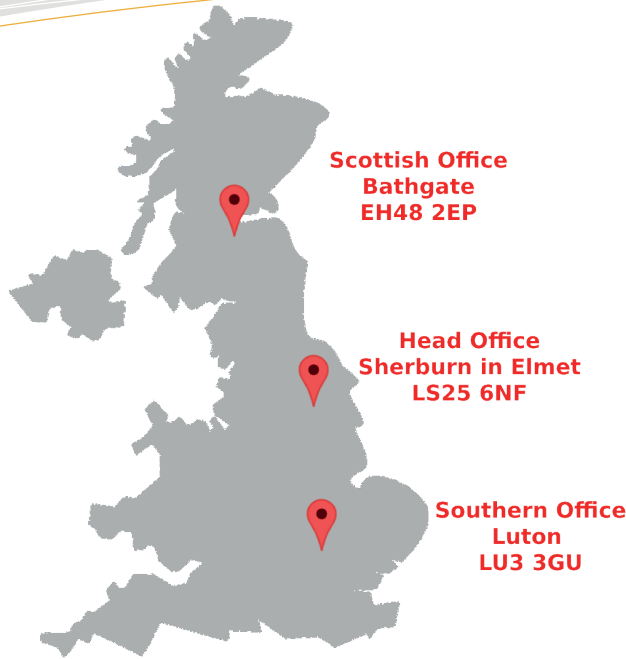 Scottish Office
Bathgate
EH48 2EP
Head Office
Sherburn in Elmet
LS25 6NF
Southern Office
Luton
LU3 3GU